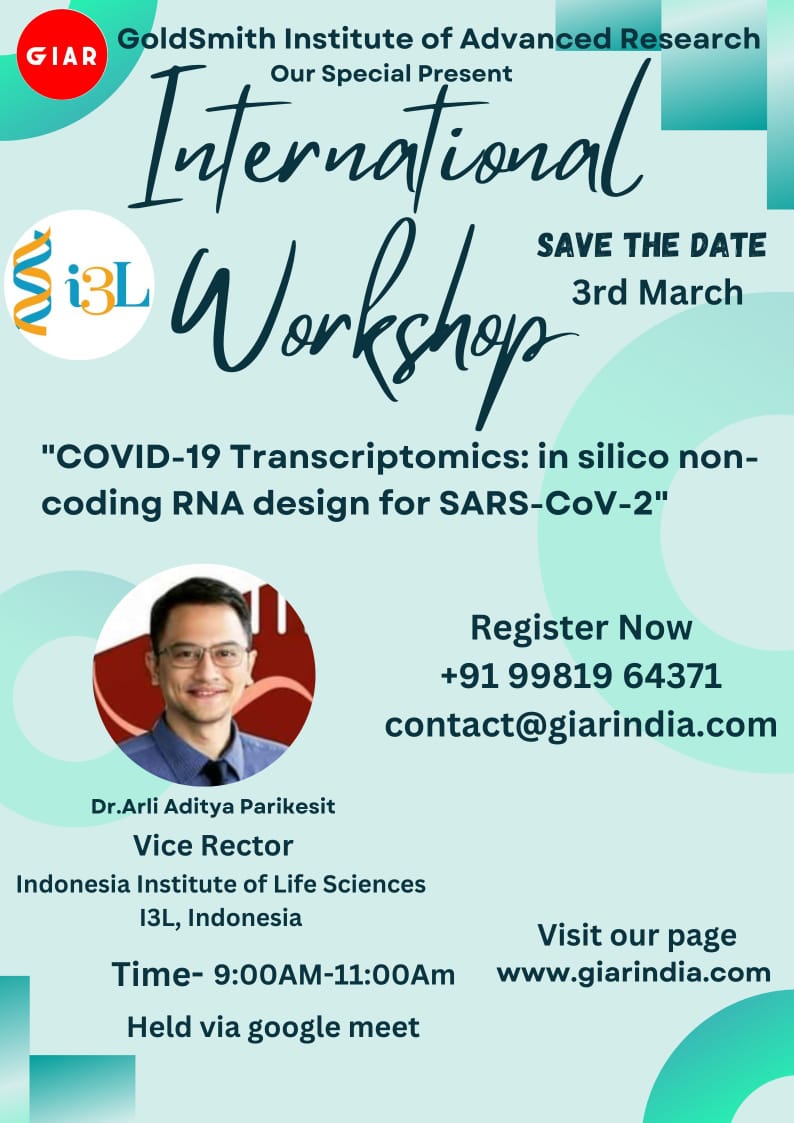 GIAR
GoldSmith Institute of Advanced Research
Our Special Present
International
Workshop
i3L
SAVE THE DATE
3rd March
"COVID-19 Transcriptomics: in silico non-
coding RNA design for SARS-CoV-2"
Register Now
+91 99819 64371
contact@giarindia.com
Dr.Arli Aditya Parikesit
Vice Rector
Indonesia Institute of Life Sciences
I3L, Indonesia
Time- 9:00AM-11:00Am
Held via google meet
Visit our page
www.giarindia.com